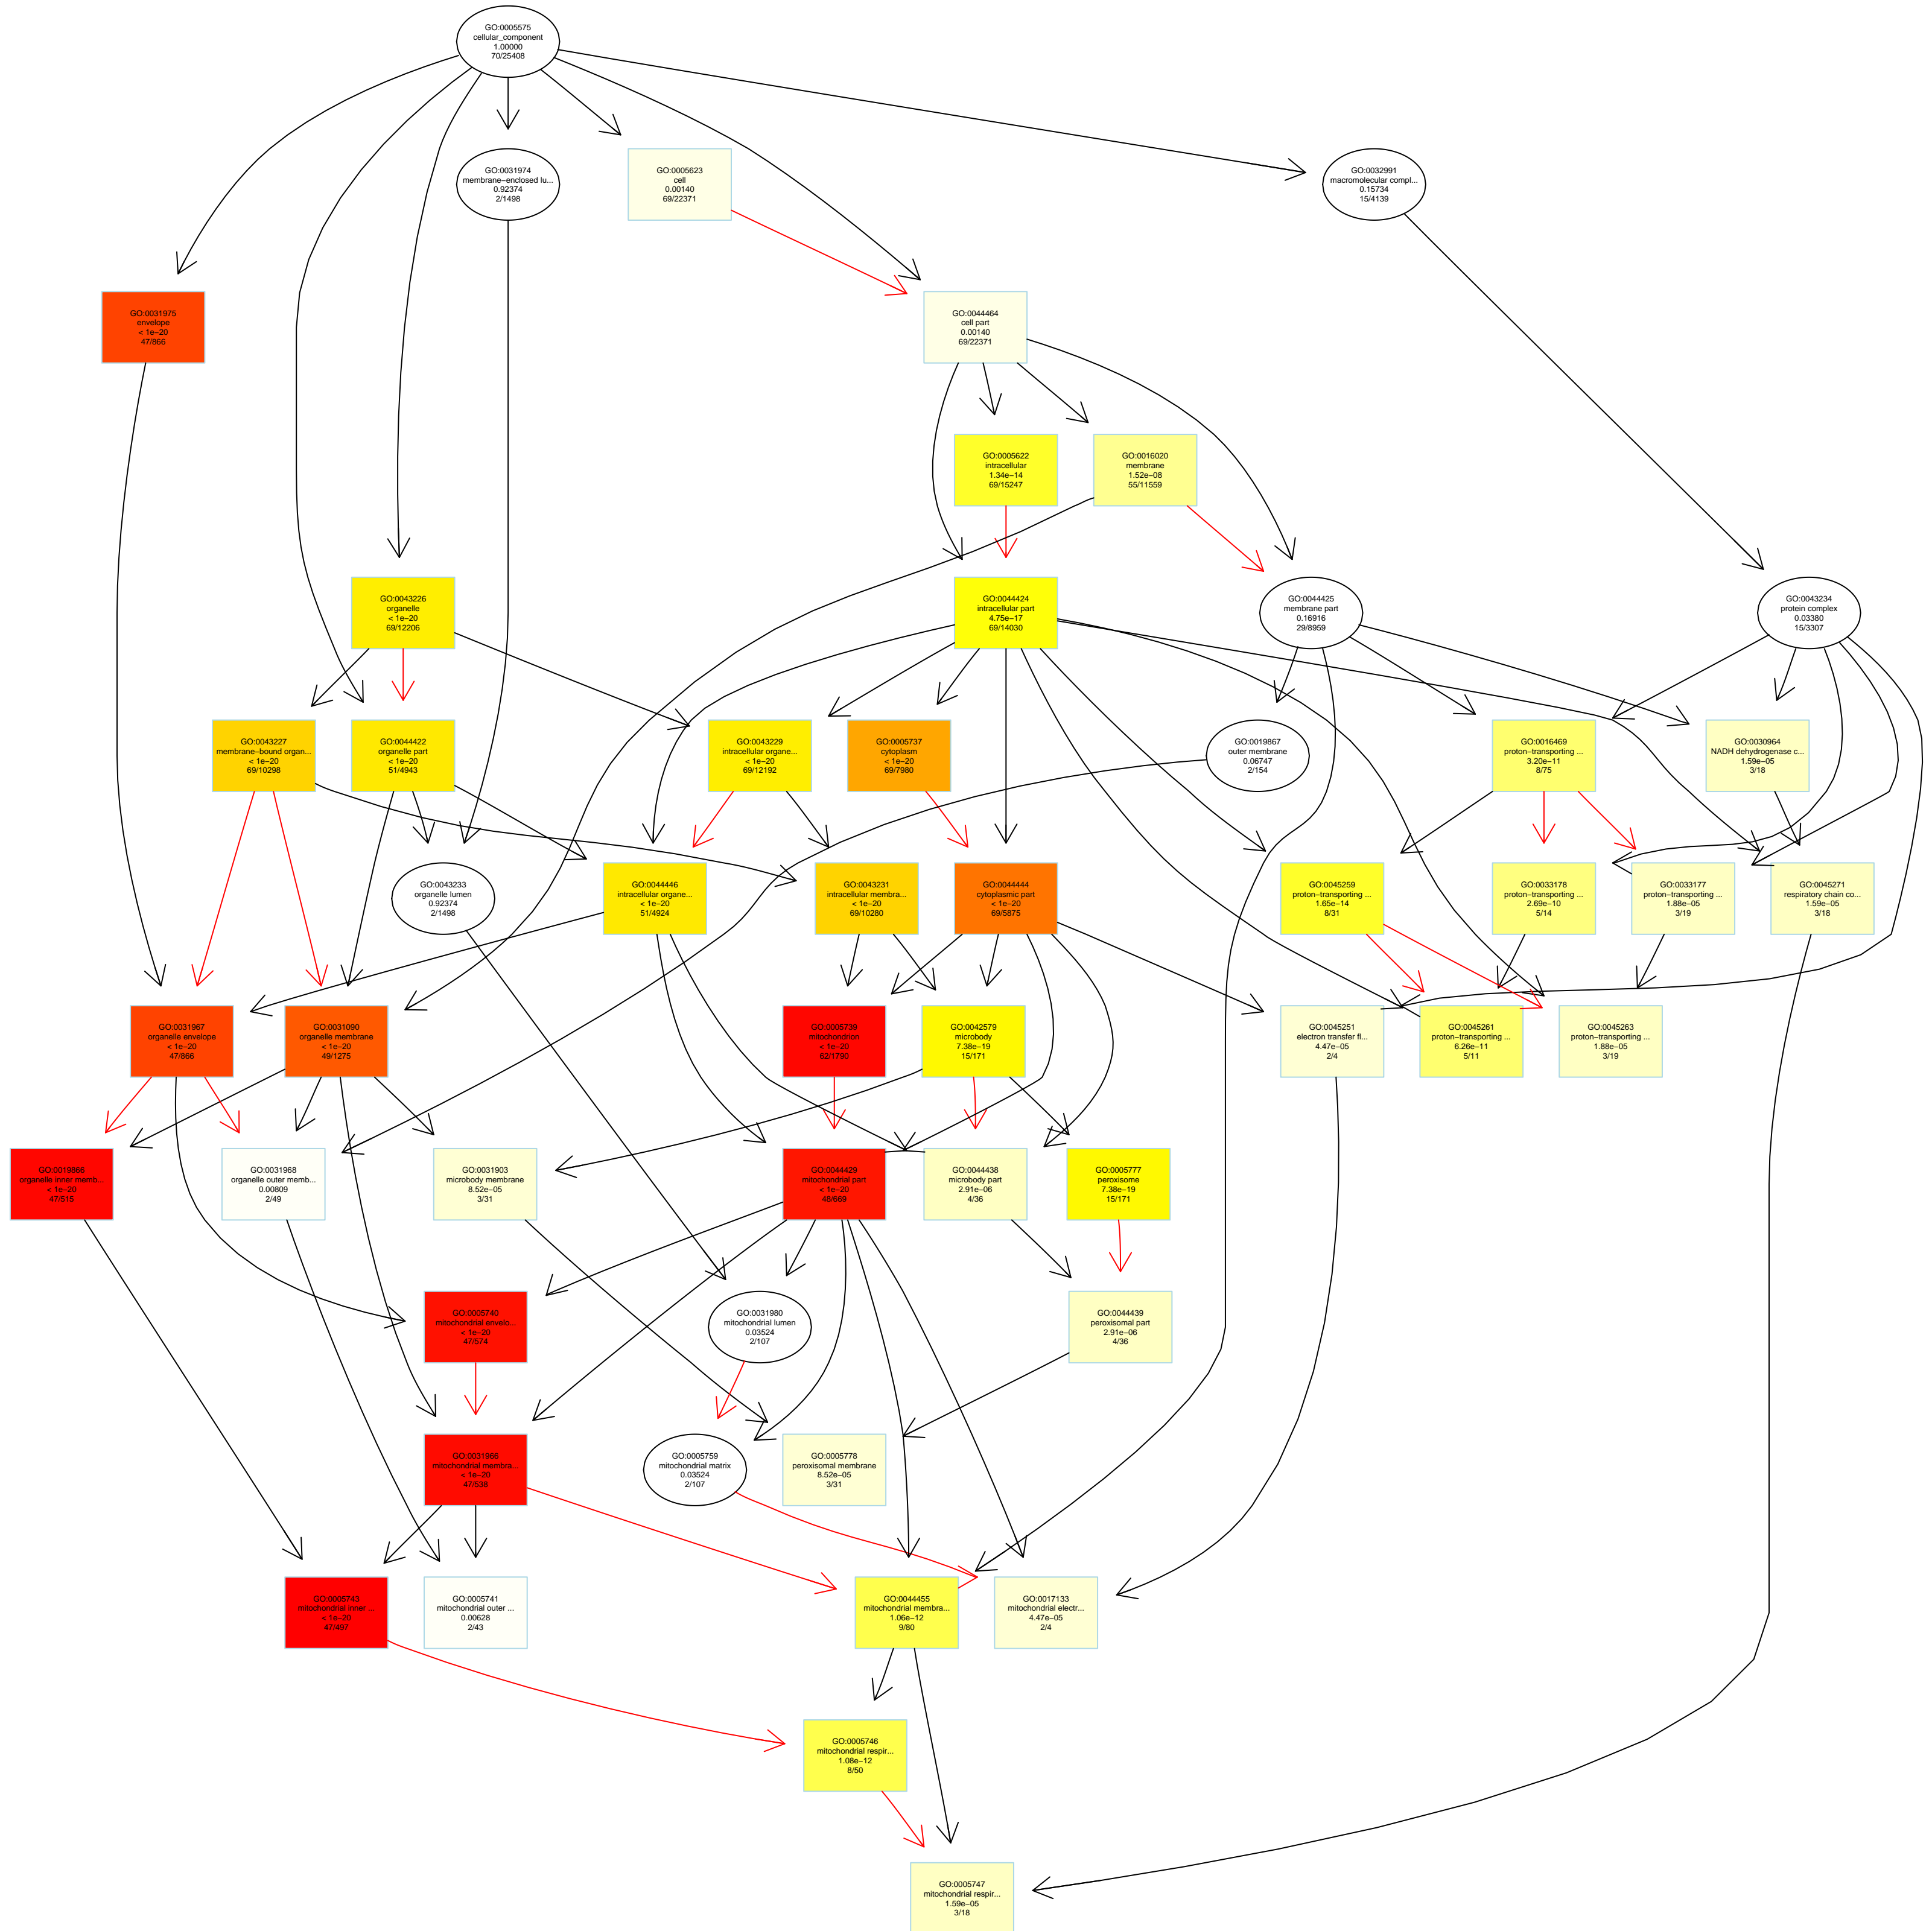 GO:0005575
cellular_component
1.00000
70/25408
GO:0031974
membrane−enclosed lu...
0.92374
2/1498
GO:0005623
cell
0.00140
69/22371
GO:0032991
macromolecular compl...
0.15734
15/4139
GO:0031975
envelope
< 1e−20
47/866
GO:0044464
cell part
0.00140
69/22371
GO:0005622
intracellular
1.34e−14
69/15247
GO:0016020
membrane
1.52e−08
55/11559
GO:0043226
organelle
< 1e−20
69/12206
GO:0044424
intracellular part
4.75e−17
69/14030
GO:0044425
membrane part
0.16916
29/8959
GO:0043234
protein complex
0.03380
15/3307
GO:0043227
membrane−bound organ...
< 1e−20
69/10298
GO:0044422
organelle part
< 1e−20
51/4943
GO:0043229
intracellular organe...
< 1e−20
69/12192
GO:0005737
cytoplasm
< 1e−20
69/7980
GO:0019867
outer membrane
0.06747
2/154
GO:0016469
proton−transporting ...
3.20e−11
8/75
GO:0030964
NADH dehydrogenase c...
1.59e−05
3/18
GO:0043233
organelle lumen
0.92374
2/1498
GO:0044446
intracellular organe...
< 1e−20
51/4924
GO:0043231
intracellular membra...
< 1e−20
69/10280
GO:0044444
cytoplasmic part
< 1e−20
69/5875
GO:0045259
proton−transporting ...
1.65e−14
8/31
GO:0033178
proton−transporting ...
2.69e−10
5/14
GO:0033177
proton−transporting ...
1.88e−05
3/19
GO:0045271
respiratory chain co...
1.59e−05
3/18
GO:0031967
organelle envelope
< 1e−20
47/866
GO:0031090
organelle membrane
< 1e−20
49/1275
GO:0005739
mitochondrion
< 1e−20
62/1790
GO:0042579
microbody
7.38e−19
15/171
GO:0045251
electron transfer fl...
4.47e−05
2/4
GO:0045261
proton−transporting ...
6.26e−11
5/11
GO:0045263
proton−transporting ...
1.88e−05
3/19
GO:0019866
organelle inner memb...
< 1e−20
47/515
GO:0031968
organelle outer memb...
0.00809
2/49
GO:0031903
microbody membrane
8.52e−05
3/31
GO:0044429
mitochondrial part
< 1e−20
48/669
GO:0044438
microbody part
2.91e−06
4/36
GO:0005777
peroxisome
7.38e−19
15/171
GO:0005740
mitochondrial envelo...
< 1e−20
47/574
GO:0031980
mitochondrial lumen
0.03524
2/107
GO:0044439
peroxisomal part
2.91e−06
4/36
GO:0031966
mitochondrial membra...
< 1e−20
47/538
GO:0005759
mitochondrial matrix
0.03524
2/107
GO:0005778
peroxisomal membrane
8.52e−05
3/31
GO:0005743
mitochondrial inner ...
< 1e−20
47/497
GO:0005741
mitochondrial outer ...
0.00628
2/43
GO:0044455
mitochondrial membra...
1.06e−12
9/80
GO:0017133
mitochondrial electr...
4.47e−05
2/4
GO:0005746
mitochondrial respir...
1.08e−12
8/50
GO:0005747
mitochondrial respir...
1.59e−05
3/18